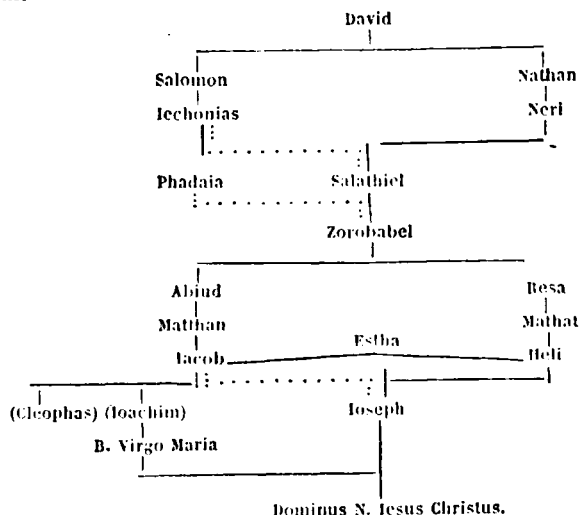 David
Salomon Nathan
Iechonias Neri
Phadaia Salathiel
Zorobabel
Abiud Resa
Matthan Mathat
Estha
Iacob Heli
(Cleophas) (Ioachim) Ioseph
B. Virgo Maria
Dominus N. Iesus Christus.